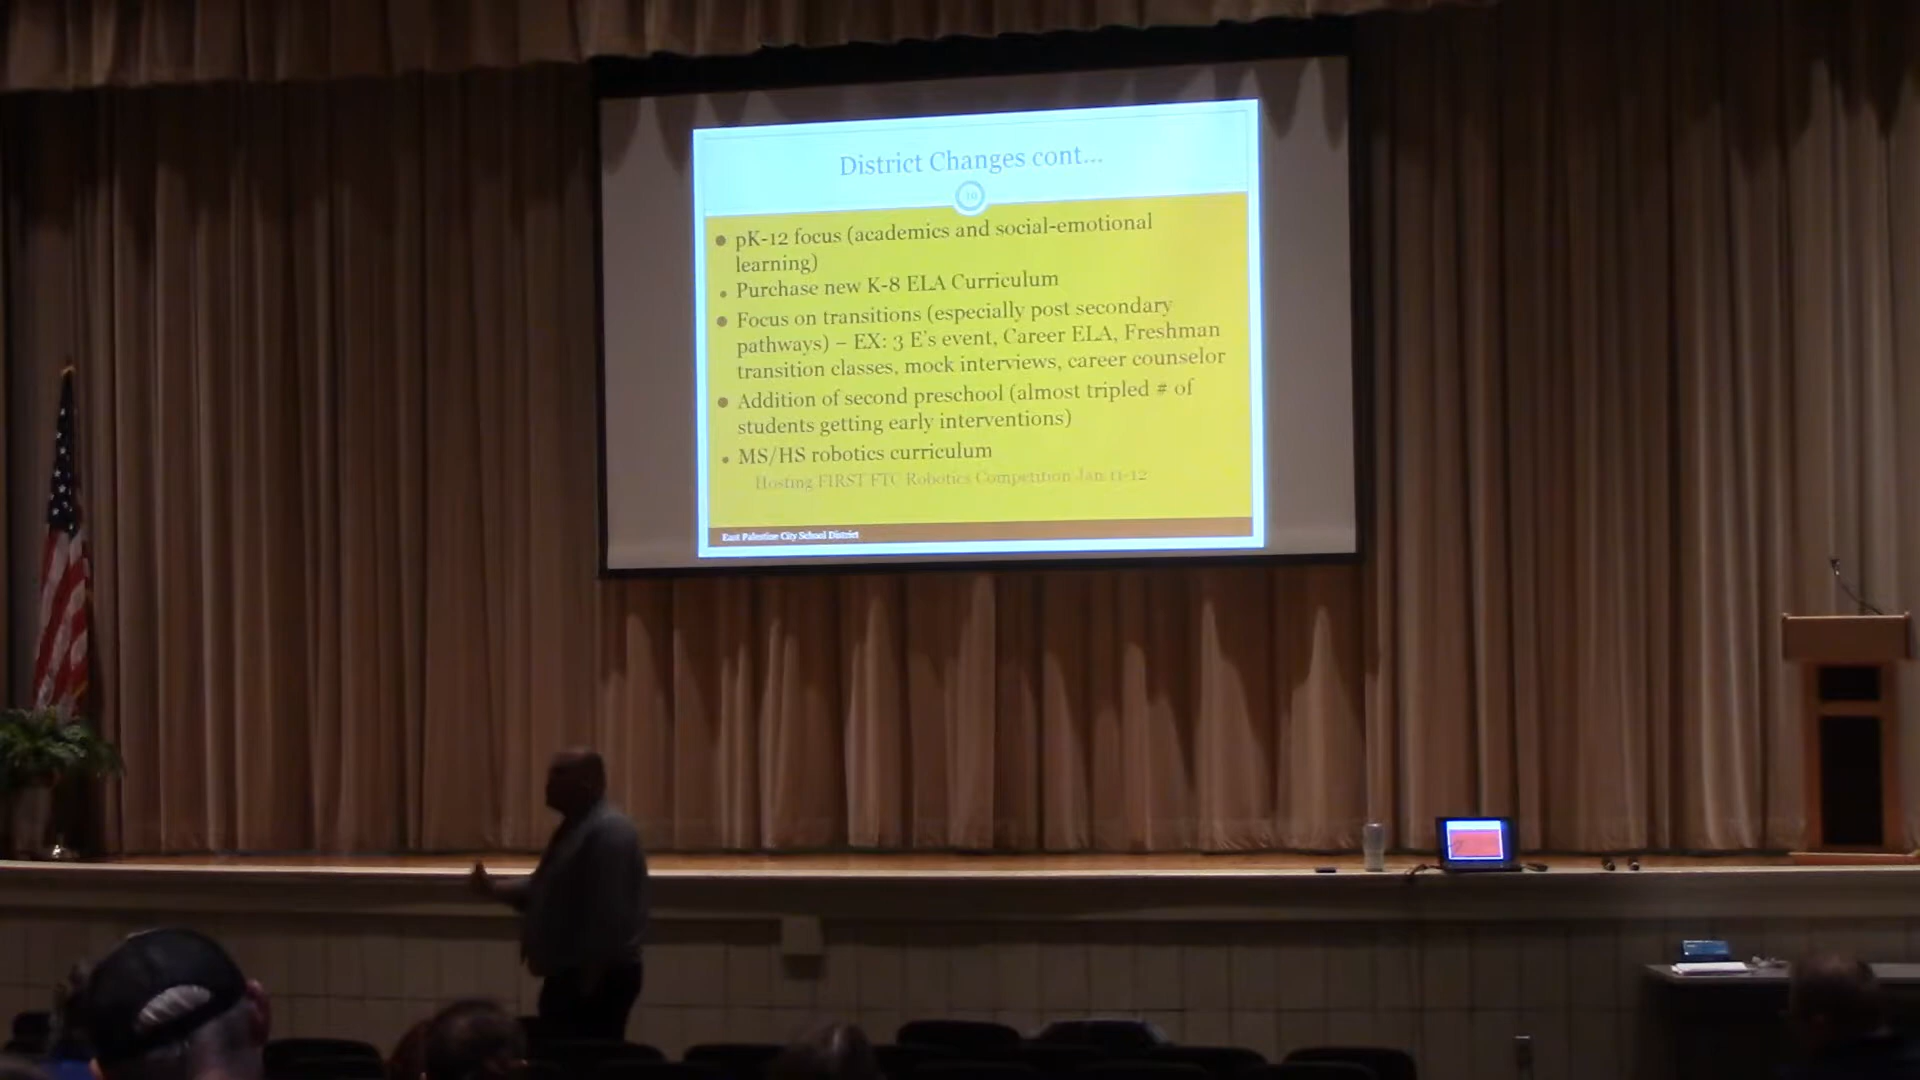 District Changes cont...
pK-12 focus (academics and social-emotional
learning)
Purchase new K-8 ELA Curriculum
Focus on transitions (especially post secondary
pathways) – EX: 3 E's event, Career ELA, Freshman
transition classes, mock interviews, career counselor
Addition of second preschool (almost tripled # of
students getting early interventions)
MS/HS robotics curriculum
Hosting FIRST FTC Robotics Competition Jan. 11-12
East Palestine City School District